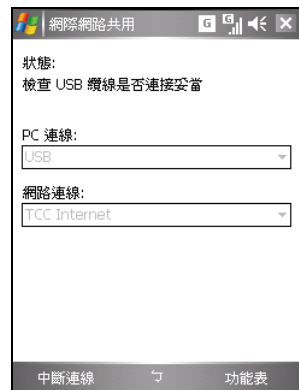 網際網路共用
G G
狀態:
檢查 USB 纜線是否連接妥當
PC 連線:
USB
網路連線:
TCC Internet
中斷連線 ㄅ 功能表